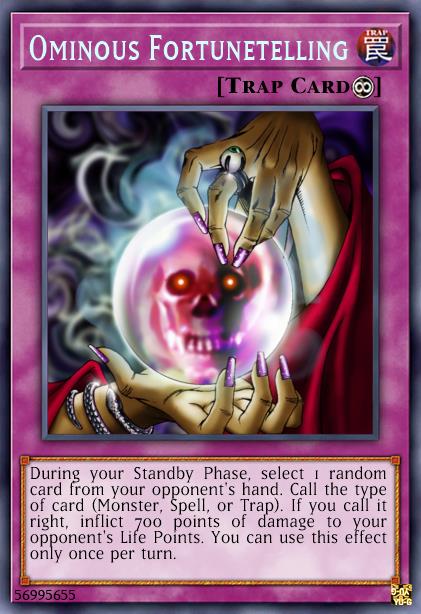 OMINOUS FORTUNETELLING
TRAP
罠
[TRAP CARD]
During your Standby Phase, select 1 random
card from your opponent's hand. Call the type
of card (Monster, Spell, or Trap). If you call it
right, inflict 700 points of damage to your
opponent's Life Points. You can use this effect
only once per turn.
56995655